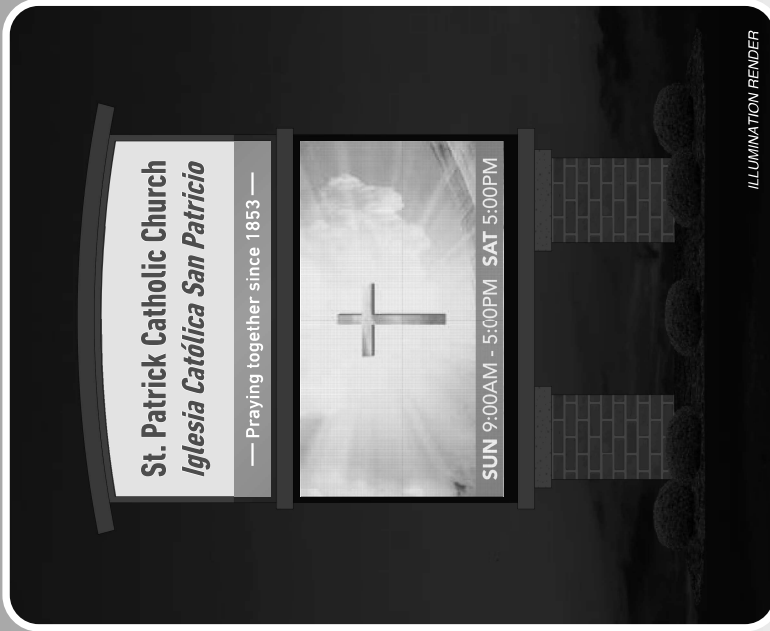 St. Patrick Catholic Church
Iglesia Católica San Patricio
— Praying together since 1853 —
SUN 9:00AM - 5:00PM SAT 5:00PM
ILLUMINATION RENDER